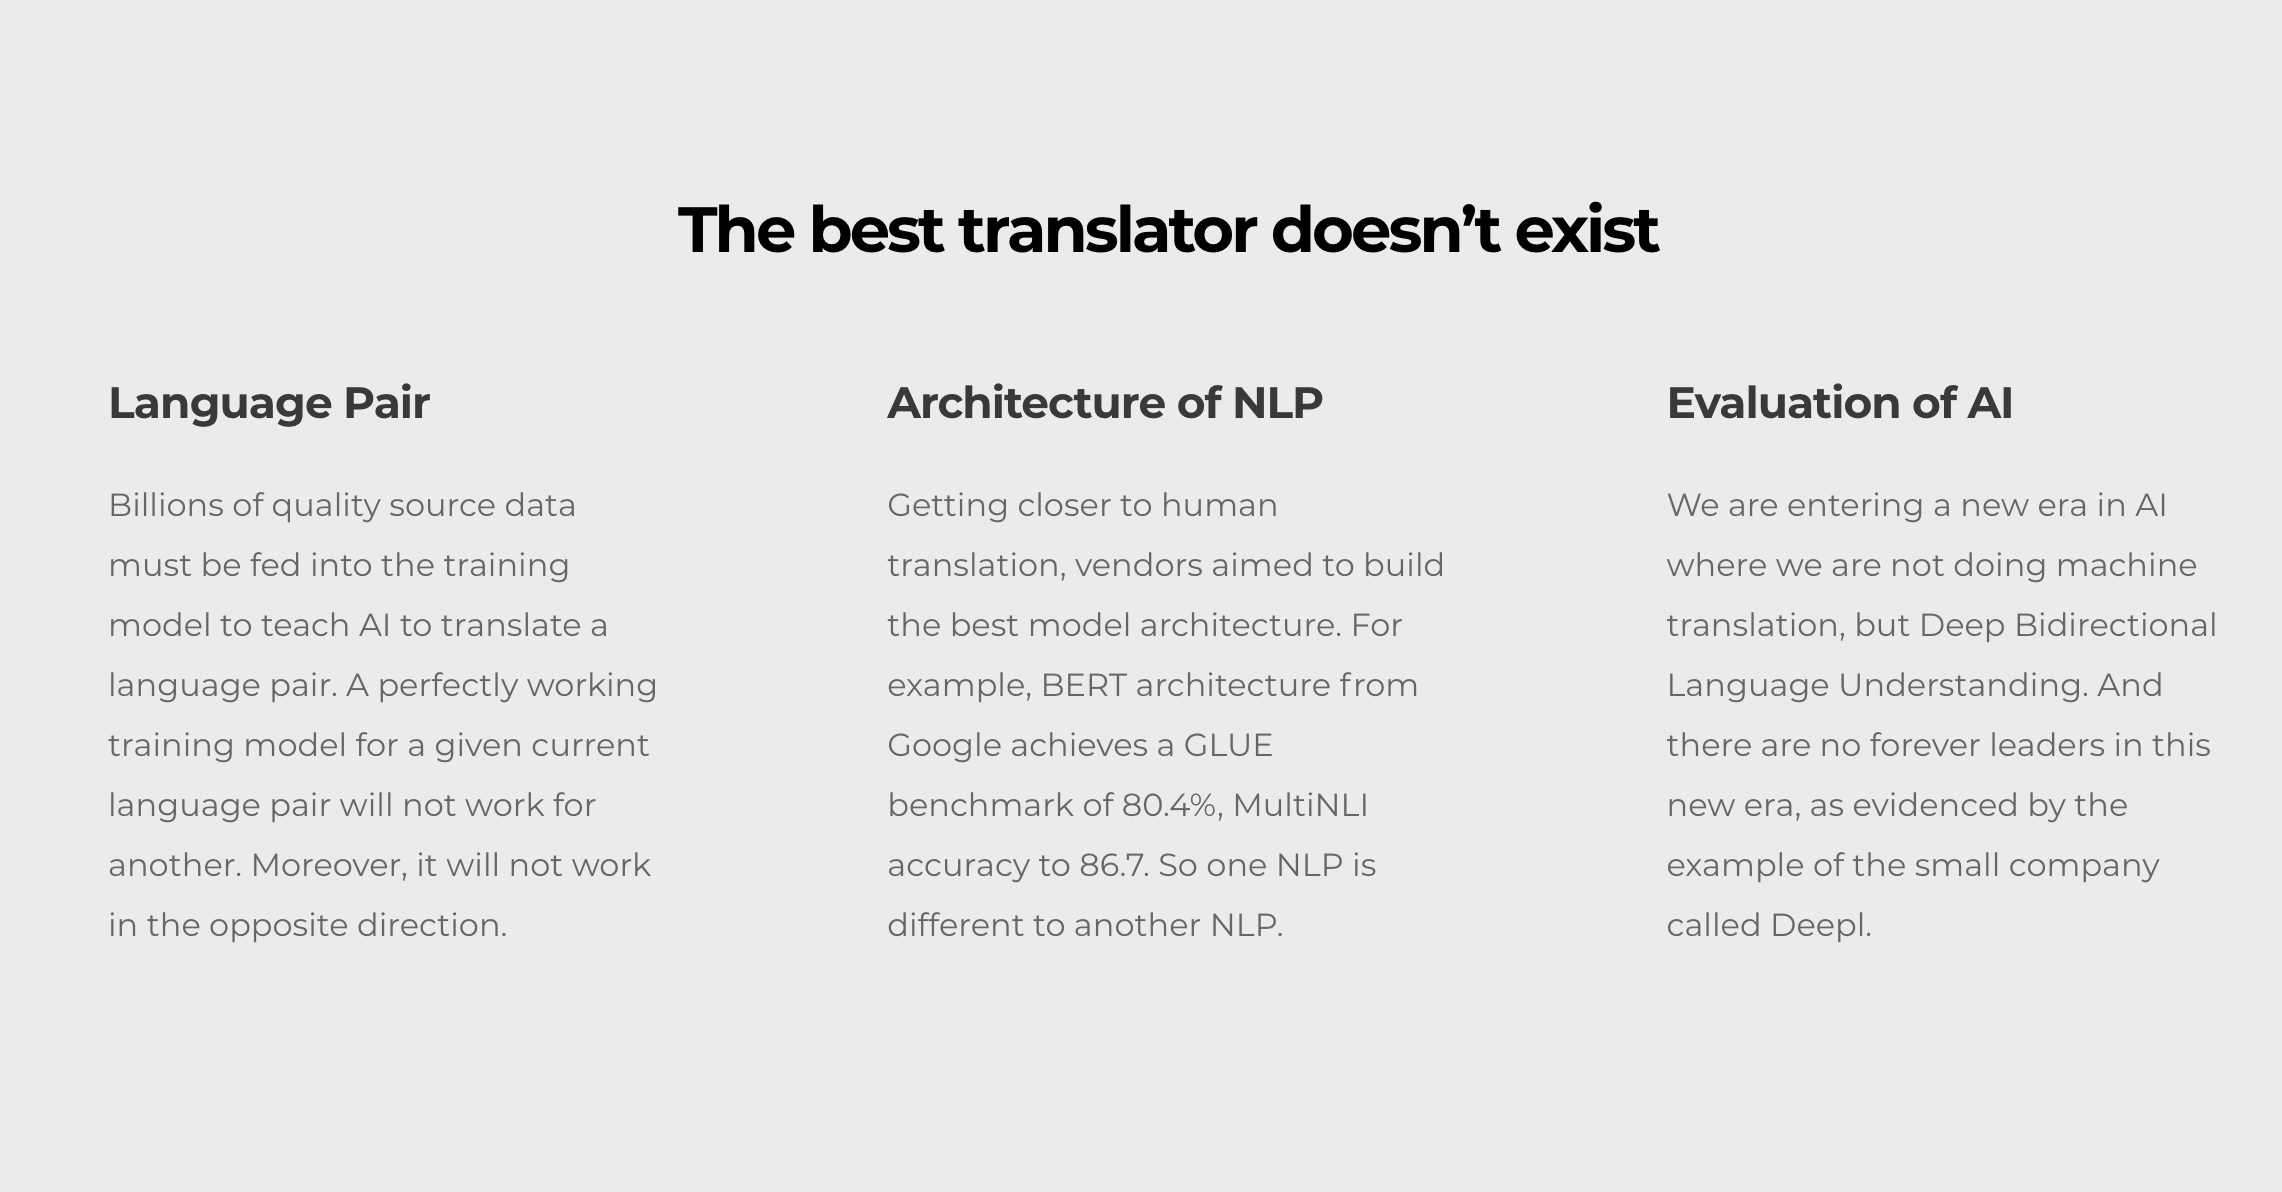 The best translator doesn’t exist
Language Pair
Billions of quality source data
must be fed into the training
model to teach AI to translate a
language pair. A perfectly working
training model for a given current
language pair will not work for
another. Moreover, it will not work
in the opposite direction.
Architecture of NLP
Getting closer to human
translation, vendors aimed to build
the best model architecture. For
example, BERT architecture from
Google achieves a GLUE
benchmark of 80.4%, MultiNLI
accuracy to 86.7. So one NLP is
different to another NLP.
Evaluation of AI
We are entering a new era in AI
where we are not doing machine
translation, but Deep Bidirectional
Language Understanding. And
there are no forever leaders in this
new era, as evidenced by the
example of the small company
called Deepl.